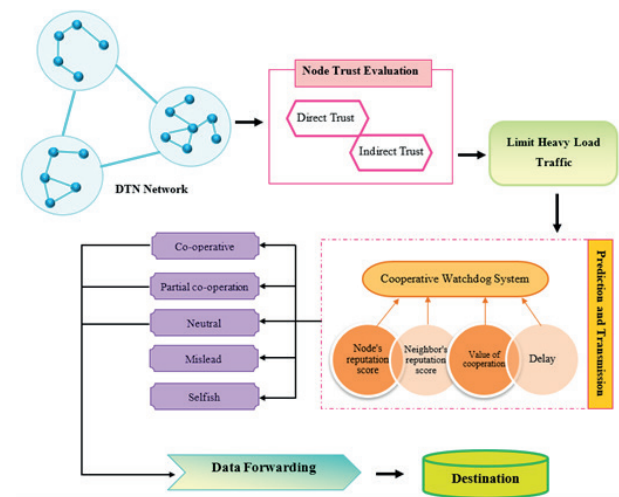 DTN Network
Node Trust Evaluation
Direct Trust
Indirect Trust
Limit Heavy Load
Traffic
Prediction and Transmission
Cooperative Watchdog System
Node's
reputation
score
Neighbor's
reputation
score
Value of
cooperation
Delay
Co-operative
Partial co-operation
Neutral
Mislead
Selfish
Data Forwarding
Destination